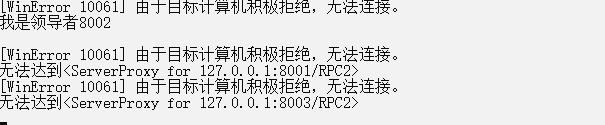 [WinError 10061] 由于目标计算机积极拒绝，无法连接。
我是领导者8002
[WinError 10061] 由于目标计算机积极拒绝，无法连接。
无法达到<ServerProxy for 127.0.0.1:8001/RPC2>
[WinError 10061] 由于目标计算机积极拒绝，无法连接。
无法达到<ServerProxy for 127.0.0.1:8003/RPC2>